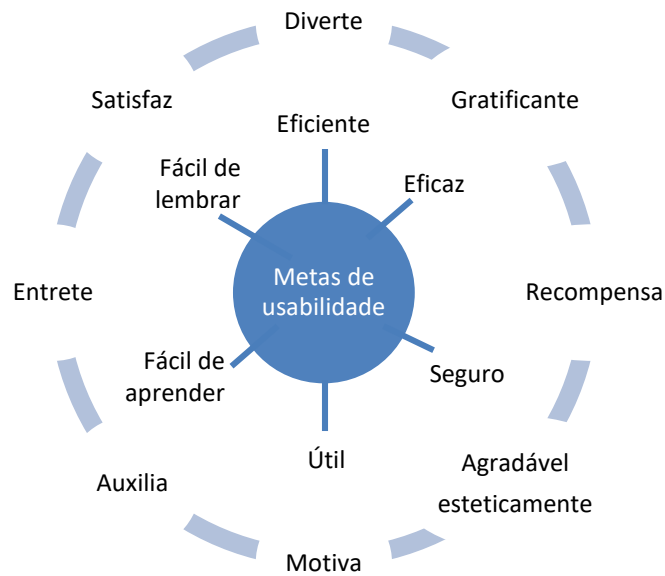 Diverte
Satisfaz
Gratificante
Eficiente
Fácil de
lembrar
Eficaz
Entrete
Metas de
usabilidade
Recompensa
Fácil de
aprender
Seguro
Auxilia
Útil
Agradável
esteticamente
Motiva